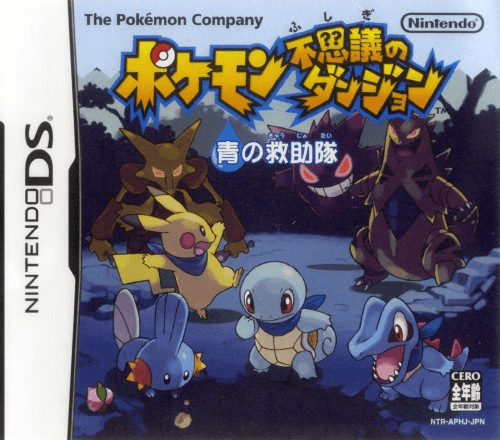 The Pokémon Company
Nintendo
ふしぎ
ポケモン不思議の
ダンジョン
TM
きゅうじょたい
青の救助隊
NINTENDO DS
CERO
全年齢
全年齢対象
NTR-APHJ-JPN